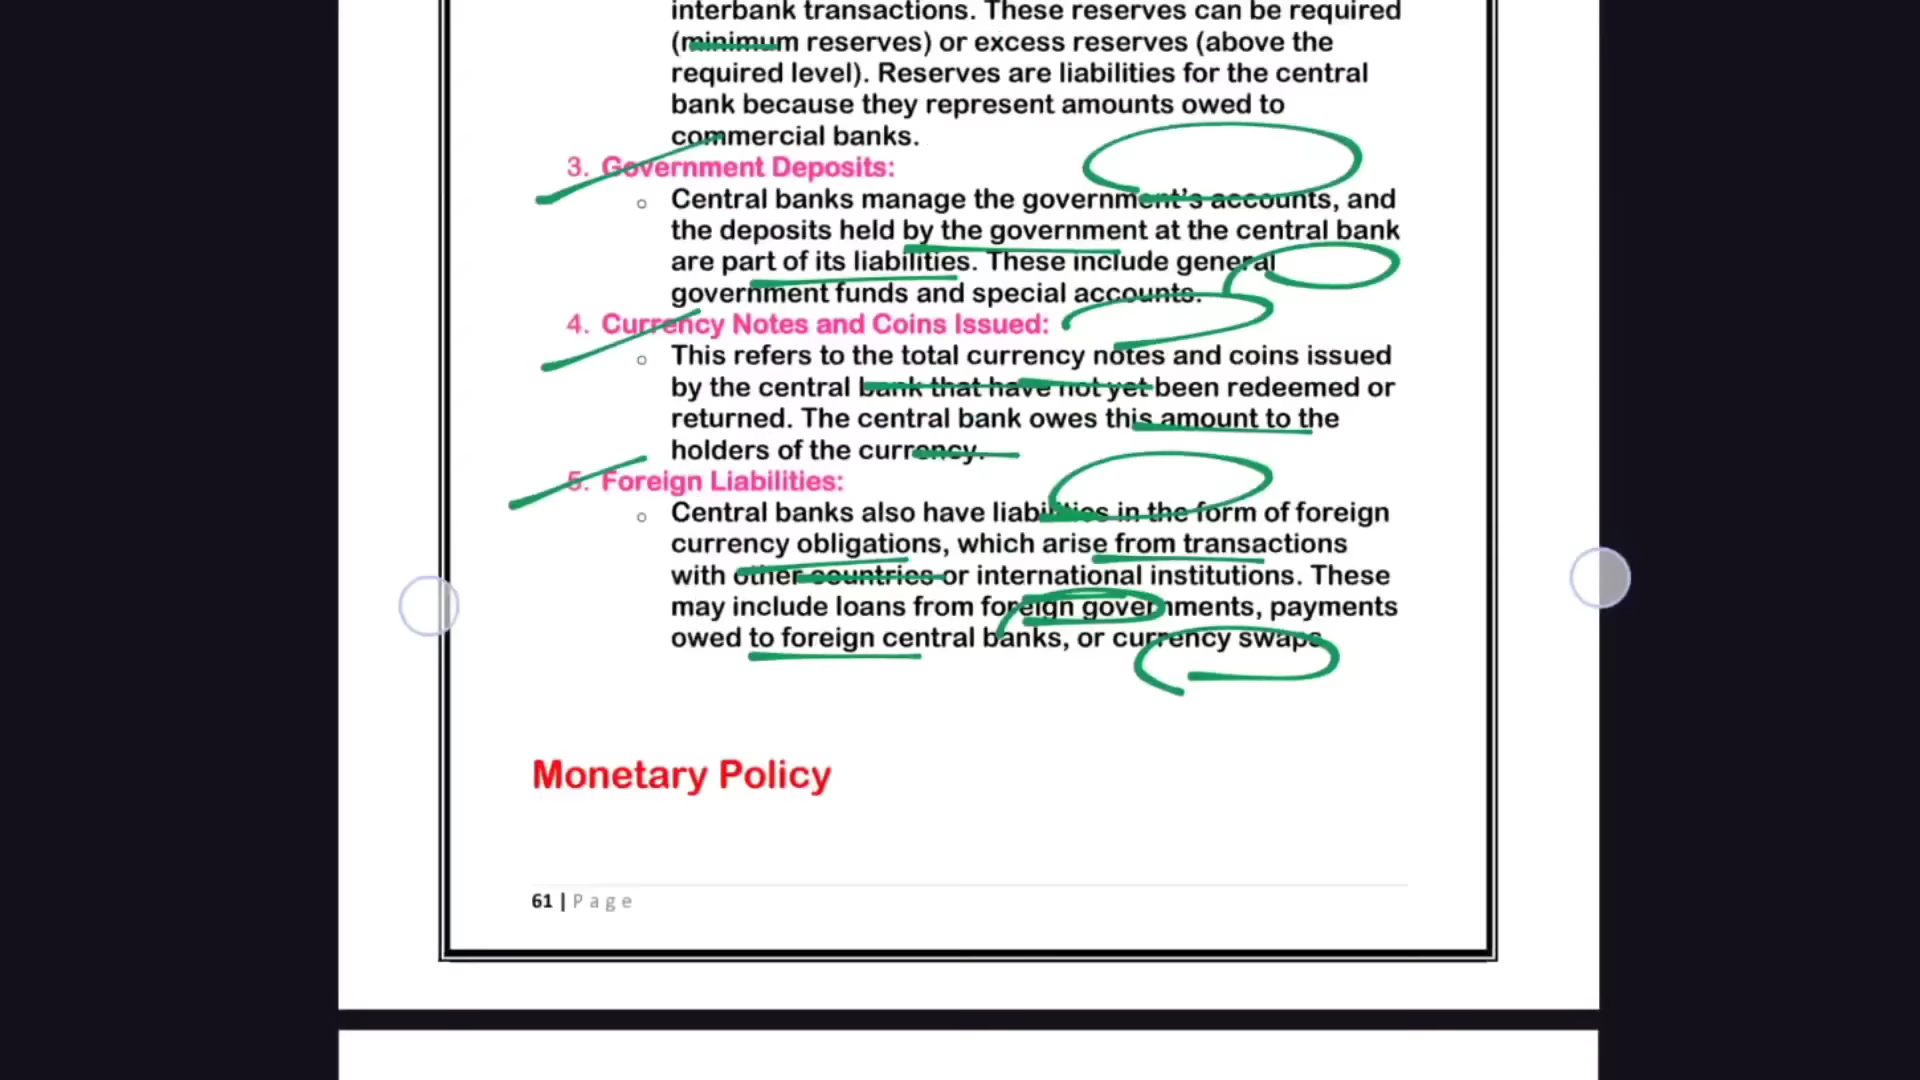 interbank transactions. These reserves can be required
(minimum reserves) or excess reserves (above the
required level). Reserves are liabilities for the central
bank because they represent amounts owed to
commercial banks.
3. Government Deposits:
o Central banks manage the government's accounts, and
the deposits held by the government at the central bank
are part of its liabilities. These include general
government funds and special accounts.
4. Currency Notes and Coins Issued:
o This refers to the total currency notes and coins issued
by the central bank that have not yet been redeemed or
returned. The central bank owes this amount to the
holders of the currency.
5. Foreign Liabilities:
o Central banks also have liabilities in the form of foreign
currency obligations, which arise from transactions
with other countries or international institutions. These
may include loans from foreign governments, payments
owed to foreign central banks, or currency swaps.
Monetary Policy
61 | Page